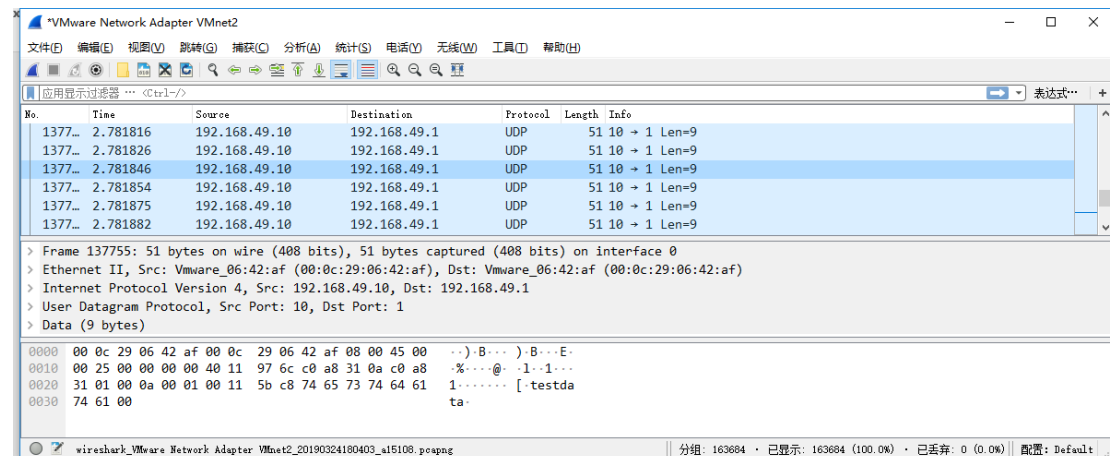 *VMware Network Adapter VMnet2
文件(F) 编辑(E) 视图(V) 跳转(G) 捕获(C) 分析(A) 统计(S) 电话(Y) 无线(W) 工具(T) 帮助(H)
应用显示过滤器 … <Ctrl-/> 表达式… +
No. Time Source Destination Protocol Length Info
1377… 2.781816 192.168.49.10 192.168.49.1 UDP 51 10 → 1 Len=9
1377… 2.781826 192.168.49.10 192.168.49.1 UDP 51 10 → 1 Len=9
1377… 2.781846 192.168.49.10 192.168.49.1 UDP 51 10 → 1 Len=9
1377… 2.781854 192.168.49.10 192.168.49.1 UDP 51 10 → 1 Len=9
1377… 2.781875 192.168.49.10 192.168.49.1 UDP 51 10 → 1 Len=9
1377… 2.781882 192.168.49.10 192.168.49.1 UDP 51 10 → 1 Len=9
> Frame 137755: 51 bytes on wire (408 bits), 51 bytes captured (408 bits) on interface 0
> Ethernet II, Src: Vmware_06:42:af (00:0c:29:06:42:af), Dst: Vmware_06:42:af (00:0c:29:06:42:af)
> Internet Protocol Version 4, Src: 192.168.49.10, Dst: 192.168.49.1
> User Datagram Protocol, Src Port: 10, Dst Port: 1
> Data (9 bytes)
0000 00 0c 29 06 42 af 00 0c 29 06 42 af 08 00 45 00 ··)·B··· )·B···E·
0010 00 25 00 00 00 00 40 11 97 6c c0 a8 31 0a c0 a8 ·%····@· ·l··1···
0020 31 01 00 0a 00 01 00 11 5b c8 74 65 73 74 64 61 1······· [·testda
0030 74 61 00 ta·
wireshark_VMware Network Adapter VMnet2_20190324180403_a15108.pcapng 分组: 163684 · 已显示: 163684 (100.0%) · 已丢弃: 0 (0.0%) 配置: Default